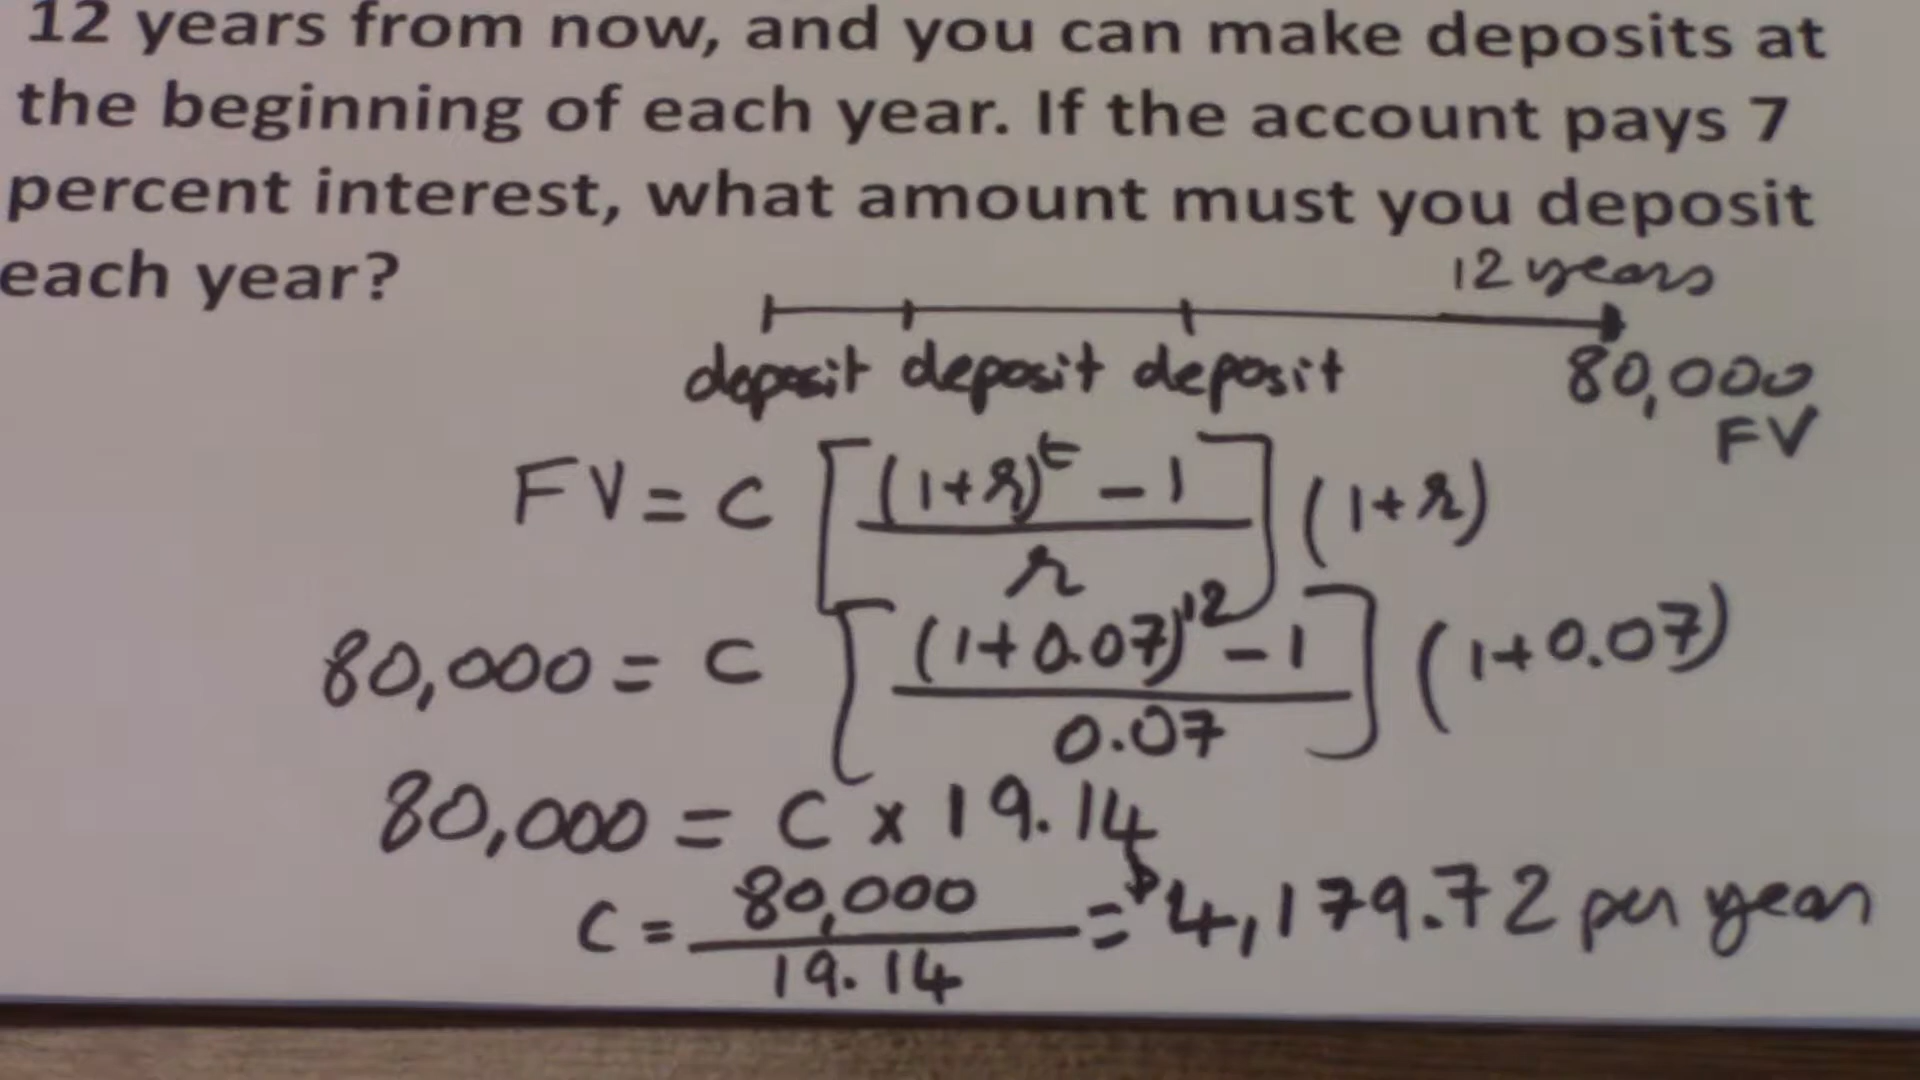 12 years from now, and you can make deposits at
the beginning of each year. If the account pays 7
percent interest, what amount must you deposit
each year?
12 years
deposit deposit deposit 80,000
FV
FV = C [((1+r)^t - 1) / r] (1+r)
80,000 = C [((1+0.07)^12 - 1) / 0.07] (1+0.07)
80,000 = C x 19.14
C = 80,000 / 19.14 = $4,179.72 per year